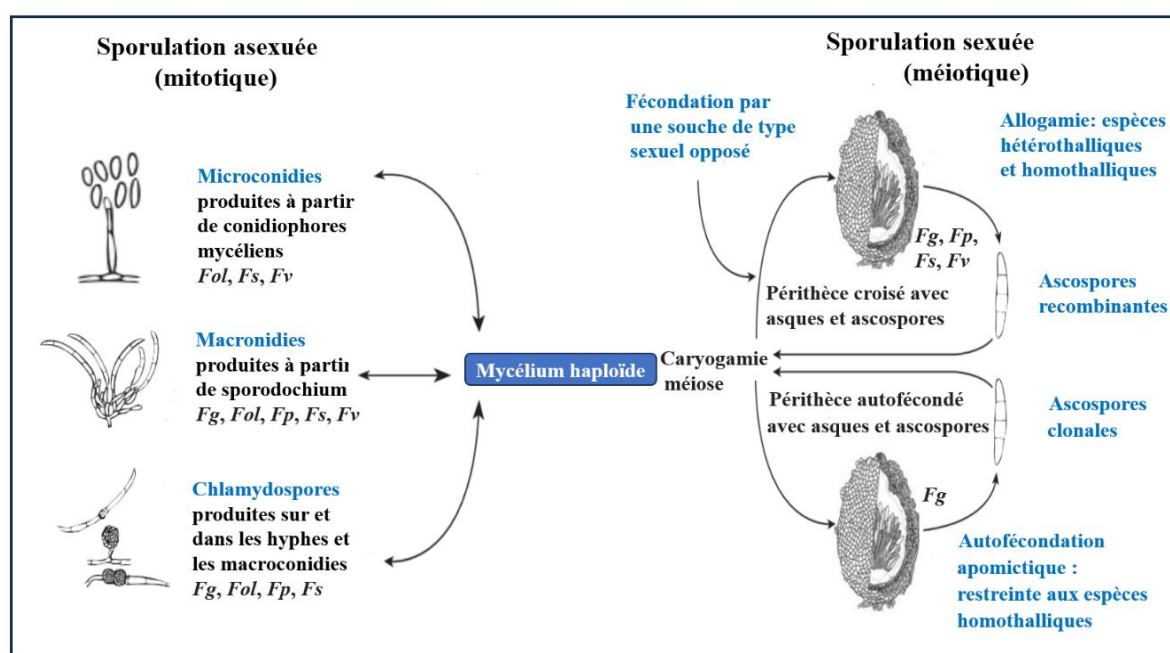 Sporulation asexuée
(mitotique)
Microconidies
produites à partir
de conidiophores
mycéliens
Fol, Fs, Fv
Macronidies
produites à partir
de sporodochium
Fg, Fol, Fp, Fs, Fv
Chlamydospores
produites sur et
dans les hyphes et
les macroconidies
Fg, Fol, Fp, Fs
Mycélium haploïde
Caryogamie
méiose
Sporulation sexuée
(méiotique)
Fécondation par
une souche de type
sexuel opposé
Allogamie: espèces
hétérothalliques
et homothalliques
Fg, Fp,
Fs, Fv
Périthèce croisé avec
asques et ascospores
Ascospores
recombinantes
Périthèce autofécondé
avec asques et ascospores
Ascospores
clonales
Fg
Autofécondation
apomictique :
restreinte aux espèces
homothalliques